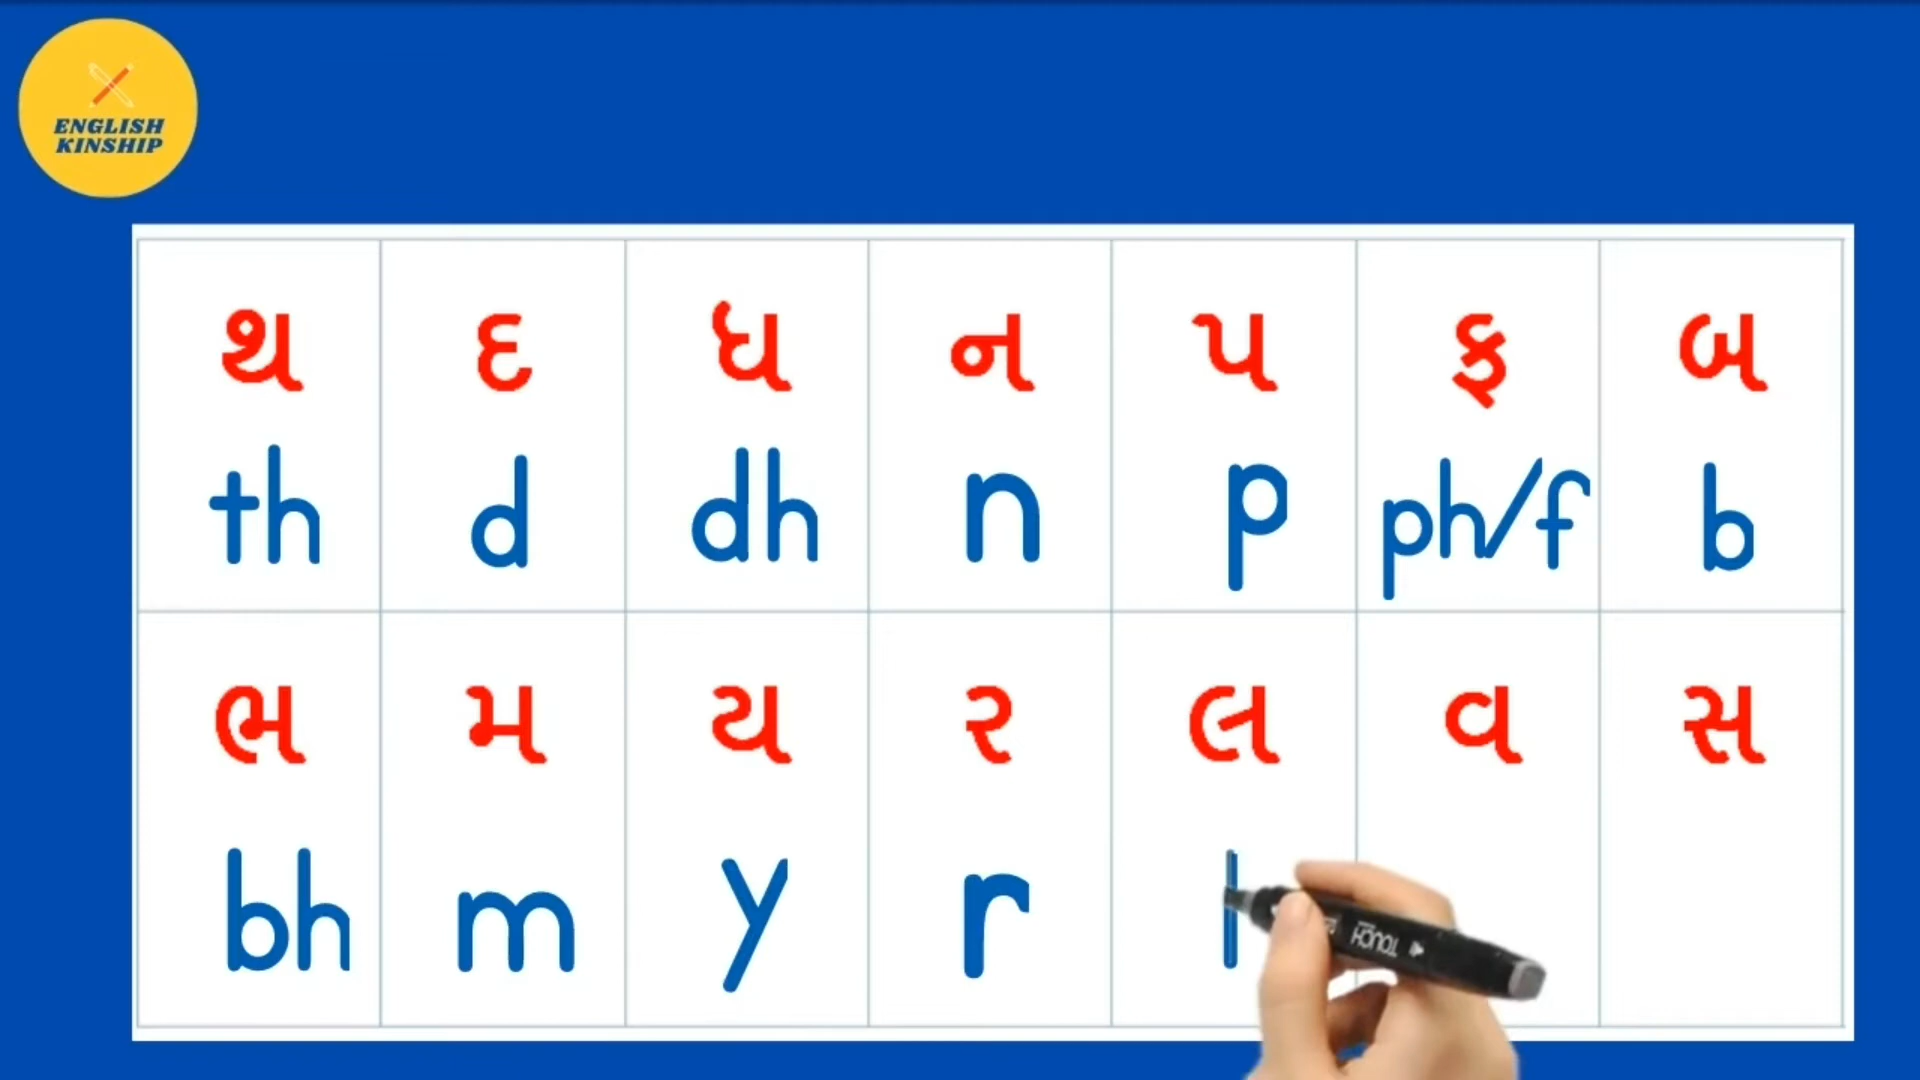 ENGLISH
KINSHIP
થ દ ધ ન પ ફ બ
th d dh n p ph/f b
ભ મ ય ર લ વ સ
bh m y r l
TOUCH